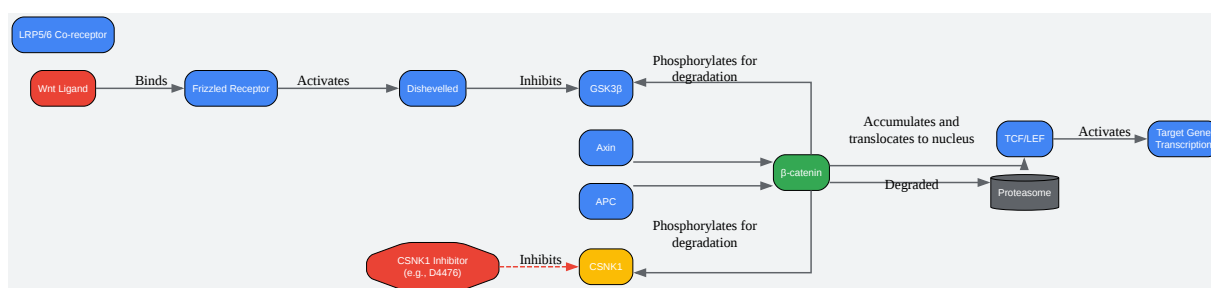 LRP5/6 Co-receptor
Wnt Ligand
Binds
Frizzled Receptor
Activates
Dishevelled
Inhibits
GSK3β
Phosphorylates for
degradation
Axin
APC
β-catenin
Accumulates and
translocates to nucleus
TCF/LEF
Activates
Target Gene
Transcription
Degraded
Proteasome
Phosphorylates for
degradation
CSNK1 Inhibitor
(e.g., D4476)
Inhibits
CSNK1